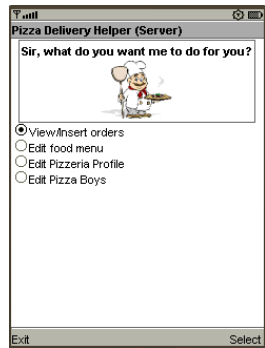 Pizza Delivery Helper (Server)
Sir, what do you want me to do for you?
View/Insert orders
Edit food menu
Edit Pizzeria Profile
Edit Pizza Boys
Exit Select